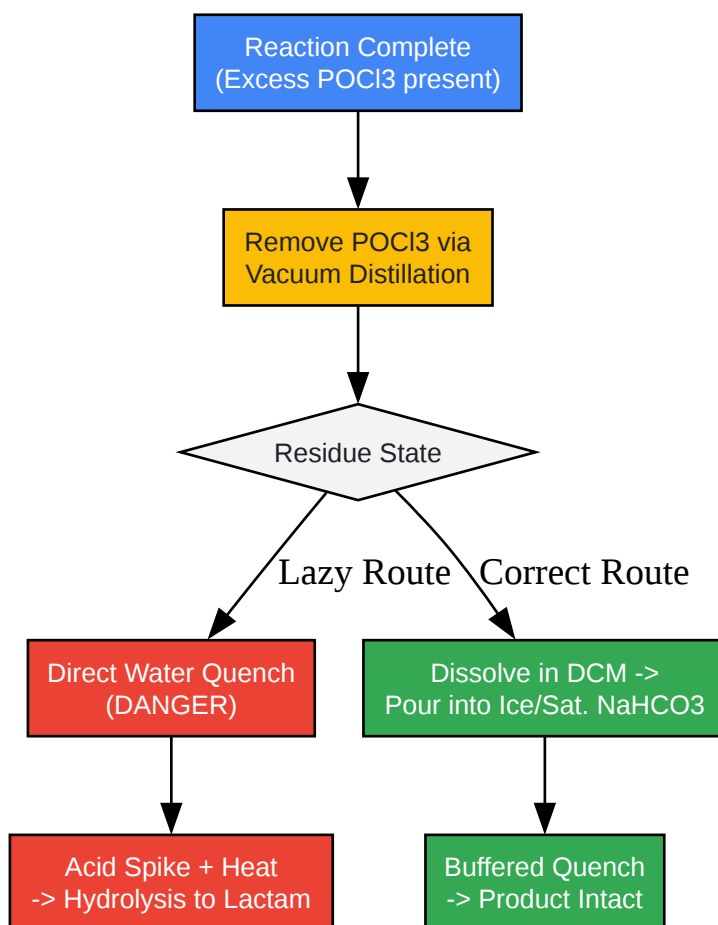 Reaction Complete
(Excess POCl3 present)
Remove POCl3 via
Vacuum Distillation
Residue State
Lazy Route
Correct Route
Direct Water Quench
(DANGER)
Dissolve in DCM ->
Pour into Ice/Sat. NaHCO3
Acid Spike + Heat
-> Hydrolysis to Lactam
Buffered Quench
-> Product Intact